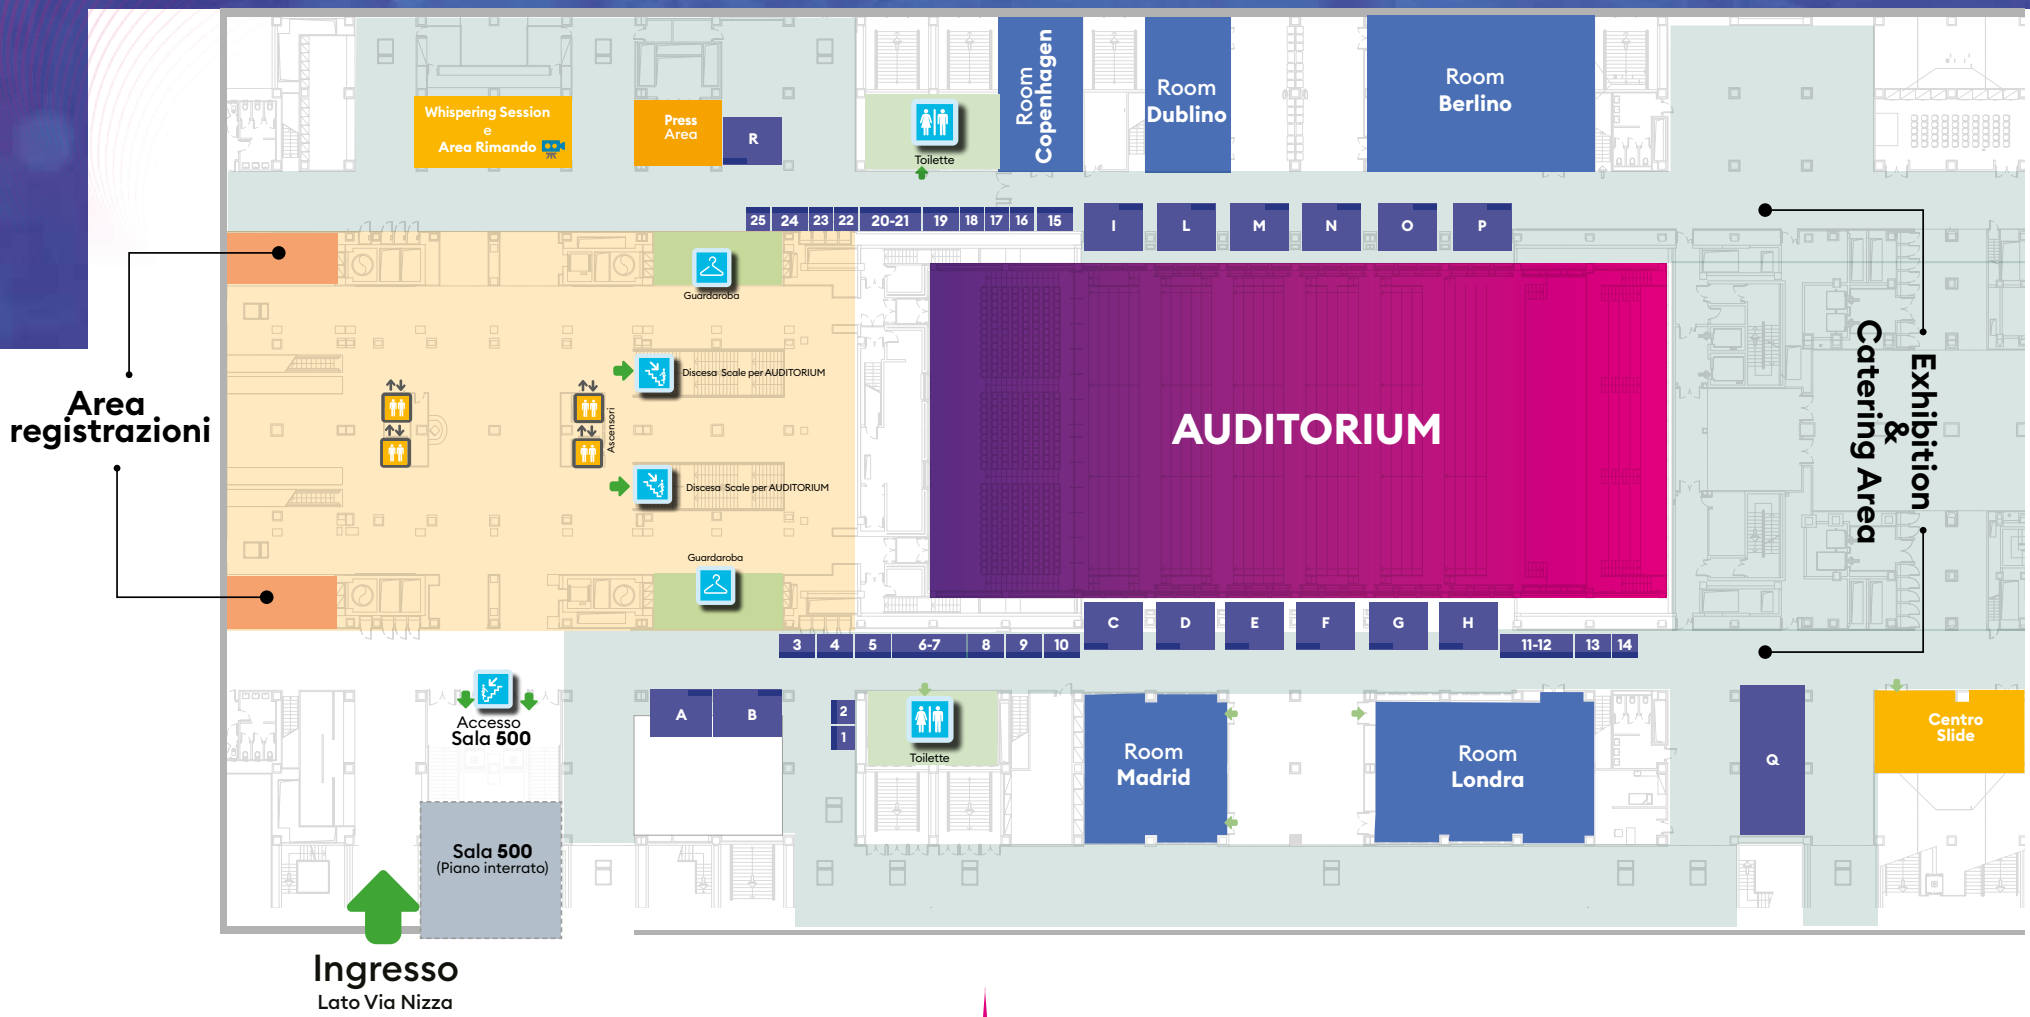 Whispering Session
e
Area Rimando
Press
Area
R
Toilette
Room
Copenhagen
Room
Dublino
Room
Berlino
25 24 23 22 20-21 19 18 17 16 15
I L M N O P
Guardaroba
Discesa Scale per AUDITORIUM
Ascensori
Discesa Scale per AUDITORIUM
Guardaroba
Area
registrazioni
AUDITORIUM
Exhibition
&
Catering Area
C D E F G H
3 4 5 6-7 8 9 10
11-12 13 14
Accesso
Sala 500
A B
2
1
Toilette
Room
Madrid
Room
Londra
Q
Centro
Slide
Sala 500
(Piano interrato)
Ingresso
Lato Via Nizza